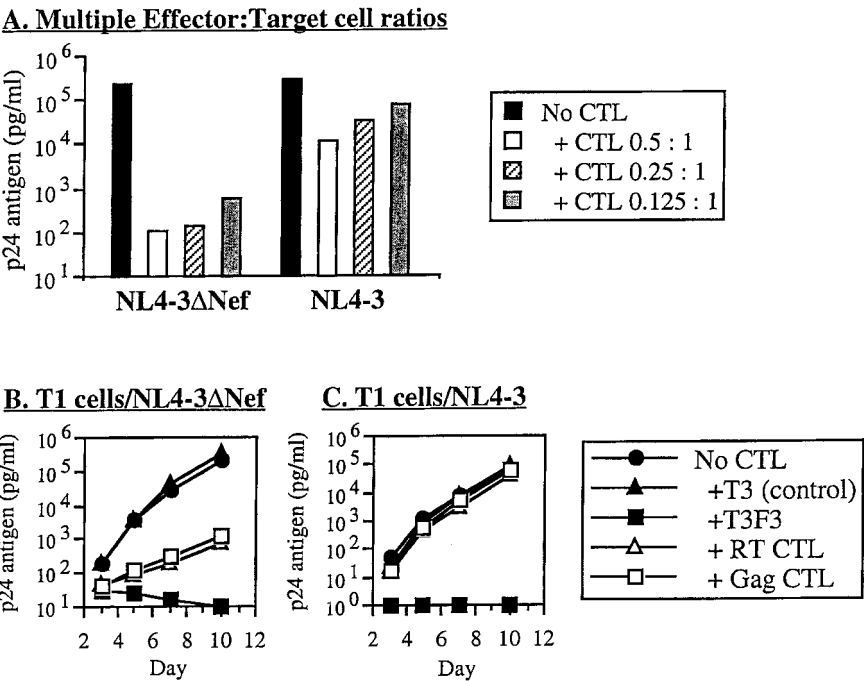 A. Multiple Effector:Target cell ratios
p24 antigen (pg/ml)
10 6
10 5
10 4
10 3
10 2
10 1
NL4-3ΔNef
NL4-3
No CTL
+ CTL 0.5 : 1
+ CTL 0.25 : 1
+ CTL 0.125 : 1
B. T1 cells/NL4-3ΔNef
p24 antigen (pg/ml)
10 6
10 5
10 4
10 3
10 2
10 1
2 4 6 8 10 12
Day
C. T1 cells/NL4-3
p24 antigen (pg/ml)
10 6
10 5
10 4
10 3
10 2
10 1
10 0
2 4 6 8 10 12
Day
No CTL
+T3 (control)
+T3F3
+ RT CTL
+ Gag CTL